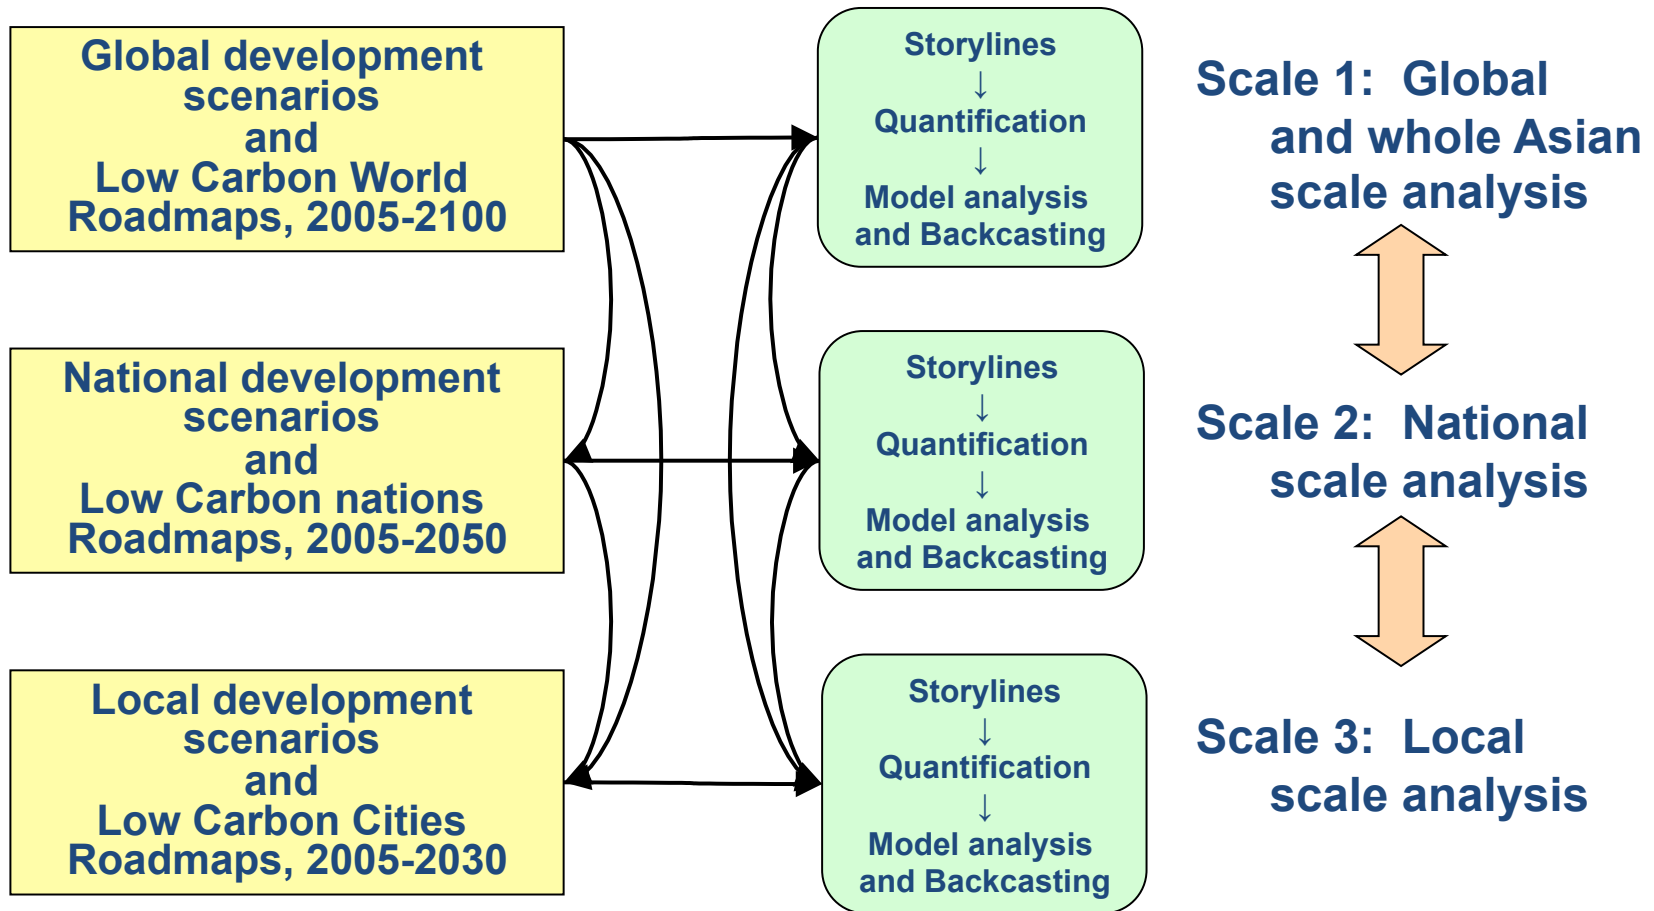 Global development
scenarios
and
Low Carbon World
Roadmaps, 2005-2100
Storylines
↓
Quantification
↓
Model analysis
and Backcasting
Scale 1: Global
and whole Asian
scale analysis
National development
scenarios
and
Low Carbon nations
Roadmaps, 2005-2050
Storylines
↓
Quantification
↓
Model analysis
and Backcasting
Scale 2: National
scale analysis
Local development
scenarios
and
Low Carbon Cities
Roadmaps, 2005-2030
Storylines
↓
Quantification
↓
Model analysis
and Backcasting
Scale 3: Local
scale analysis